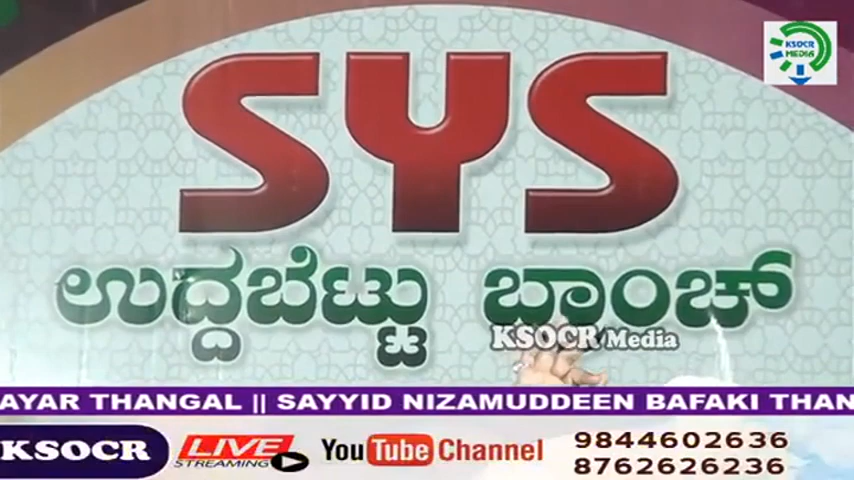 KSOCR
MEDIA
SYS
ಉದ್ದಬೆಟ್ಟು ಬ್ರಾಂಚ್
KSOCR Media
AYAR THANGAL || SAYYID NIZAMUDDEEN BAFAKI THAN
KSOCR
LIVE
STREAMING
YouTube Channel
9844602636
8762626236